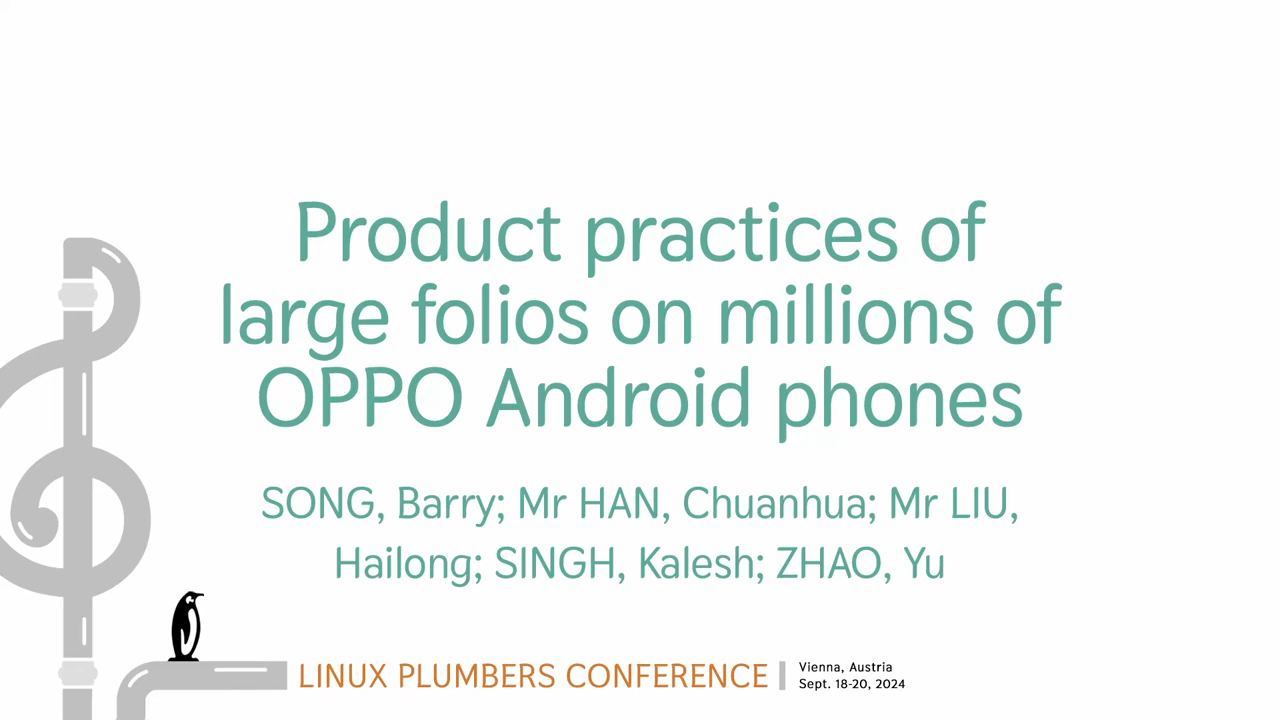 Product practices of
large folios on millions of
OPPO Android phones
SONG, Barry; Mr HAN, Chuanhua; Mr LIU,
Hailong; SINGH, Kalesh; ZHAO, Yu
LINUX PLUMBERS CONFERENCE
Vienna, Austria
Sept. 18-20, 2024